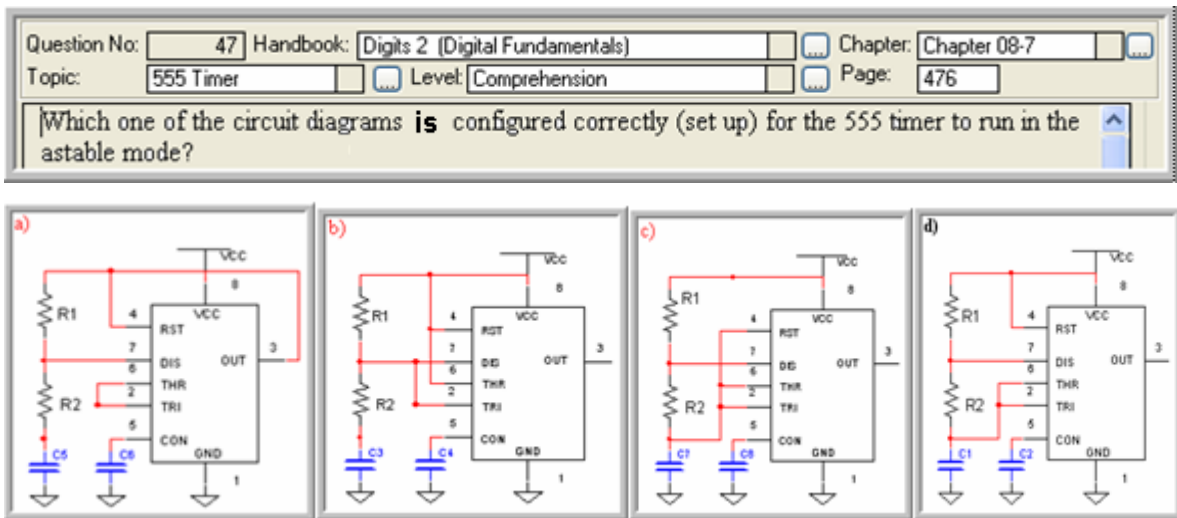 Question No: 47 Handbook: Digits 2 (Digital Fundamentals) ... Chapter: Chapter 08-7 ...
Topic: 555 Timer ... Level: Comprehension ... Page: 476
Which one of the circuit diagrams is configured correctly (set up) for the 555 timer to run in the
astable mode?
a)
VCC
8
R1
4
VCC
RST
7
DIS
OUT
3
6
THR
R2
2
TRI
5
CON
C5
C6
GND
1
b)
VCC
8
R1
4
VCC
RST
7
DIS
OUT
3
6
THR
R2
2
TRI
5
CON
C3
C4
GND
1
c)
VCC
8
R1
4
VCC
RST
7
DIS
OUT
3
6
THR
R2
2
TRI
5
CON
C7
C8
GND
1
d)
VCC
8
R1
4
VCC
RST
7
DIS
OUT
3
6
THR
R2
2
TRI
5
CON
C1
C2
GND
1